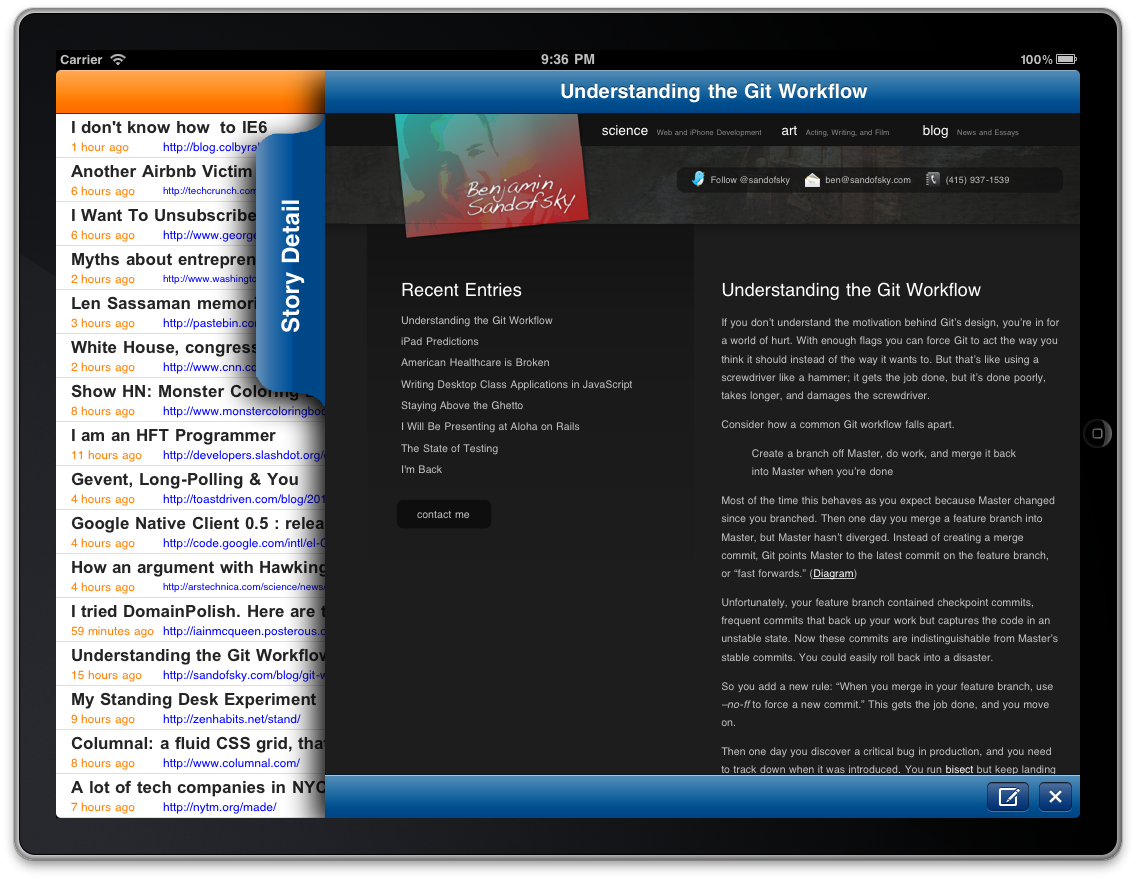 Carrier
9:36 PM
100%
I don't know how  to IE6
1 hour ago http://blog.colbyra
Another Airbnb Victim
6 hours ago http://techcrunch.com
I Want To Unsubscribe
6 hours ago http://www.george
Myths about entrepren
2 hours ago http://www.washingto
Len Sassaman memori
3 hours ago http://pastebin.co
White House, congress
2 hours ago http://www.cnn.co
Show HN: Monster Coloring
8 hours ago http://www.monstercoloringboo
I am an HFT Programmer
11 hours ago http://developers.slashdot.org/
Gevent, Long-Polling & You
4 hours ago http://toastdriven.com/blog/201
Google Native Client 0.5 : relea
4 hours ago http://code.google.com/intl/el-G
How an argument with Hawking
4 hours ago http://arstechnica.com/science/news
I tried DomainPolish. Here are t
59 minutes ago http://iainmcqueen.posterous.c
Understanding the Git Workflow
15 hours ago http://sandofsky.com/blog/git-w
My Standing Desk Experiment
9 hours ago http://zenhabits.net/stand/
Columnal: a fluid CSS grid, that
8 hours ago http://www.columnal.com/
A lot of tech companies in NYC
7 hours ago http://nytm.org/made/
Story Detail
Understanding the Git Workflow
science Web and iPhone Development art Acting, Writing, and Film blog News and Essays
Benjamin
Sandofsky
Follow @sandofsky ben@sandofsky.com (415) 937-1539
Recent Entries
Understanding the Git Workflow
iPad Predictions
American Healthcare is Broken
Writing Desktop Class Applications in JavaScript
Staying Above the Ghetto
I Will Be Presenting at Aloha on Rails
The State of Testing
I'm Back
contact me
Understanding the Git Workflow
If you don't understand the motivation behind Git's design, you're in for
a world of hurt. With enough flags you can force Git to act the way you
think it should instead of the way it wants to. But that's like using a
screwdriver like a hammer; it gets the job done, but it's done poorly,
takes longer, and damages the screwdriver.
Consider how a common Git workflow falls apart.
Create a branch off Master, do work, and merge it back
into Master when you're done
Most of the time this behaves as you expect because Master changed
since you branched. Then one day you merge a feature branch into
Master, but Master hasn't diverged. Instead of creating a merge
commit, Git points Master to the latest commit on the feature branch,
or “fast forwards.” (Diagram)
Unfortunately, your feature branch contained checkpoint commits,
frequent commits that back up your work but captures the code in an
unstable state. Now these commits are indistinguishable from Master's
stable commits. You could easily roll back into a disaster.
So you add a new rule: “When you merge in your feature branch, use
–no-ff to force a new commit.” This gets the job done, and you move
on.
Then one day you discover a critical bug in production, and you need
to track down when it was introduced. You run bisect but keep landing